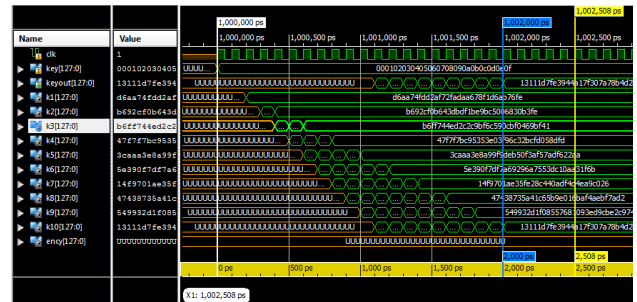 1,002,508 ps
1,000,000 ps
1,002,000 ps
Name Value
1,000,000 ps 1,000,500 ps 1,001,000 ps 1,001,500 ps 1,002,000 ps 1,002,500 ps
clk 1
key[127:0] 000102030405 UUUU... 000102030405060708090a0b0c0d0e0f
keyout[127:0] 13111d7fe394 13111d7fe3944a17f307a78b4d2
k1[127:0] d6aa74fdd2af d6aa74fdd2af72fadaa678f1d6ab76fe
k2[127:0] b692cf0b643d b692cf0b643dbdf1be9bc5006830b3fe
k3[127:0] b6ff744ed2c2 b6ff744ed2c2c9bf6c590cbf0469bf41
k4[127:0] 47f7f7bc9535 47f7f7bc95353e03f96c32bcfd058dfd
k5[127:0] 3caaa3e8a99f 3caaa3e8a99f9deb50f3af57adf622aa
k6[127:0] 5e390f7df7a6 5e390f7df7a69296a7553dc10aa31f6b
k7[127:0] 14f9701ae35f 14f9701ae35fe28c440adf4d4ea9c026
k8[127:0] 47438735a41c 47438735a41c65b9e016baf4aebf7ad2
k9[127:0] 549932d1f085 549932d1f08557681093ed9cbe2c974
k10[127:0] 13111d7fe394 13111d7fe3944a17f307a78b4d2
ency[127:0] UUUUUUUUUUUU
2,000 ps 2,508 ps
0 ps 500 ps 1,000 ps 1,500 ps 2,000 ps 2,500 ps
X1: 1,002,508 ps